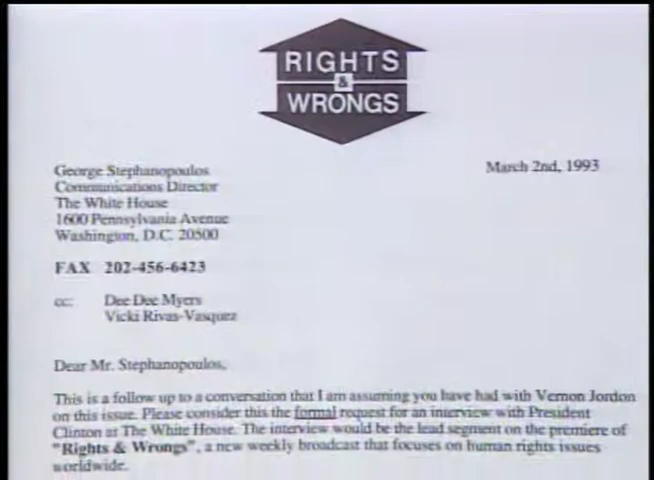 RIGHTS
&
WRONGS
March 2nd, 1993
George Stephanopoulos
Communications Director
The White House
1600 Pennsylvania Avenue
Washington, D.C. 20500
FAX 202-456-6423
cc: Dee Dee Myers
Vicki Rivas-Vasquez
Dear Mr. Stephanopoulos,
This is a follow up to a conversation that I am assuming you have had with Vernon Jordon
on this issue. Please consider this the formal request for an interview with President
Clinton at The White House. The interview would be the lead segment on the premiere of
"Rights & Wrongs", a new weekly broadcast that focuses on human rights issues
worldwide.